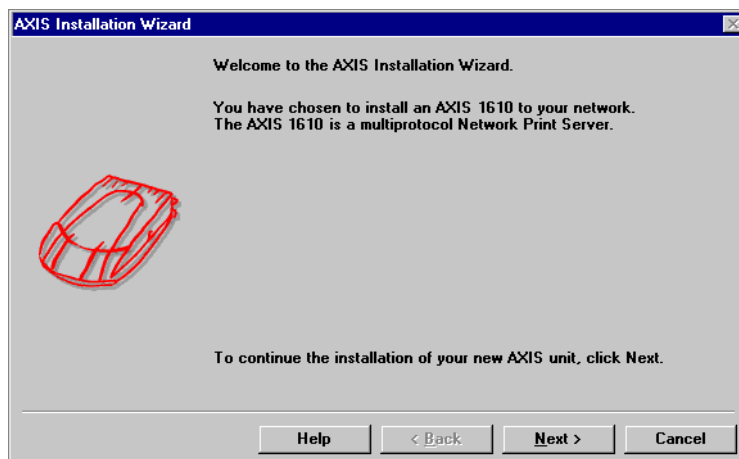 AXIS Installation Wizard
Welcome to the AXIS Installation Wizard.
You have chosen to install an AXIS 1610 to your network.
The AXIS 1610 is a multiprotocol Network Print Server.
To continue the installation of your new AXIS unit, click Next.
Help
< Back
Next >
Cancel